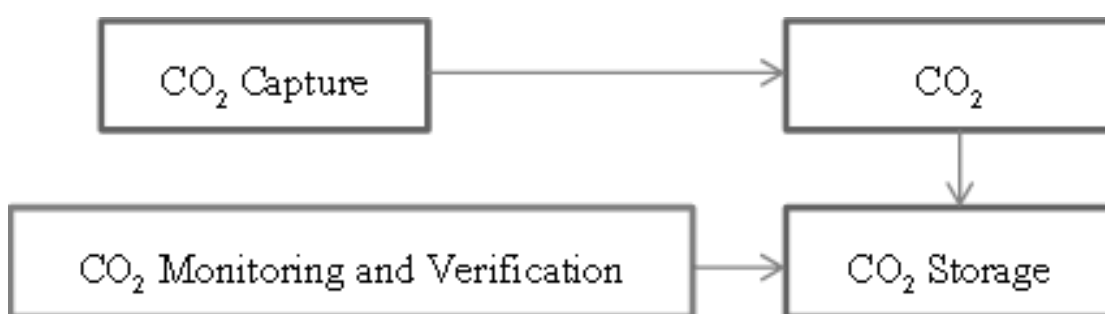 CO₂ Capture
CO₂
CO₂ Monitoring and Verification
CO₂ Storage